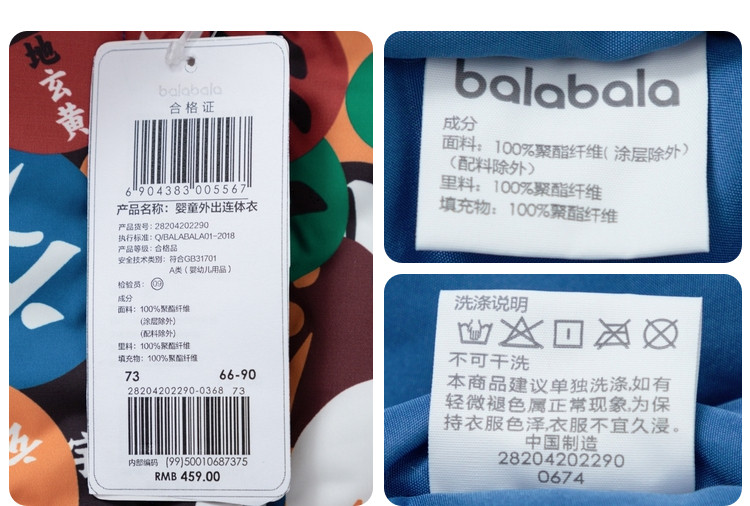 地
玄
黄
balabala
合格证
6 904383 005567
产品名称：婴童外出连体衣
产品货号：28204202290
执行标准：Q/BALABALA01-2018
产品等级：合格品
安全技术类别：符合GB31701
A类（婴幼儿用品）
检验员：09
成分
面料：100%聚酯纤维
(涂层除外)
(配料除外)
里料：100%聚酯纤维
填充物：100%聚酯纤维
73 66-90
28204202290-0368 73
内部编码 (99)50010687375
RMB 459.00
balabala
成分
面料：100%聚酯纤维(涂层除外)
(配料除外)
里料：100%聚酯纤维
填充物：100%聚酯纤维
洗涤说明
不可干洗
本商品建议单独洗涤,如有
轻微褪色属正常现象,为保
持衣服色泽,衣服不宜久浸。
中国制造
28204202290
0674